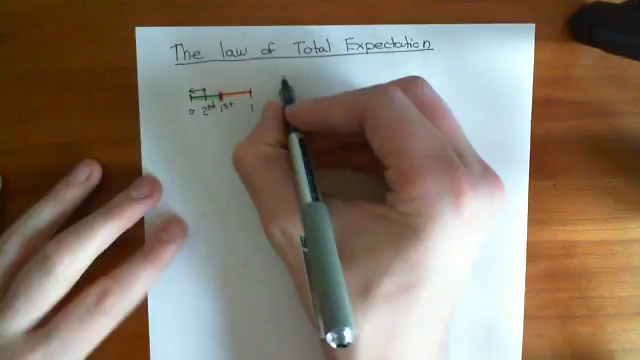 The law of Total Expectation
0 2nd 1st 1